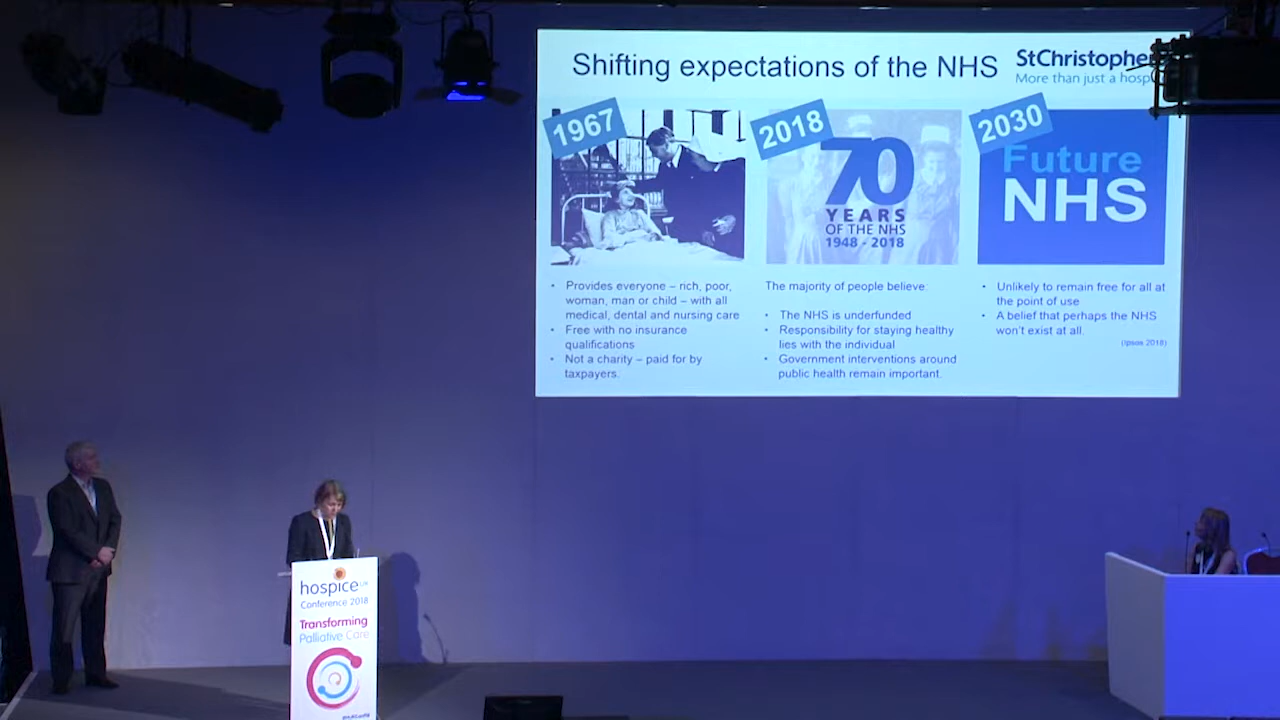 Shifting expectations of the NHS
StChristopher
More than just a hosp
1967
2018
2030
70
YEARS
OF THE NHS
1948 - 2018
Future
NHS
• Provides everyone – rich, poor,
woman, man or child – with all
medical, dental and nursing care
• Free with no insurance
qualifications
• Not a charity – paid for by
taxpayers.
The majority of people believe:
• The NHS is underfunded
• Responsibility for staying healthy
lies with the individual
• Government interventions around
public health remain important.
• Unlikely to remain free for all at
the point of use
• A belief that perhaps the NHS
won't exist at all.
(Ipsos 2018)
hospice UK
Conference 2018
Transforming
Palliative Care